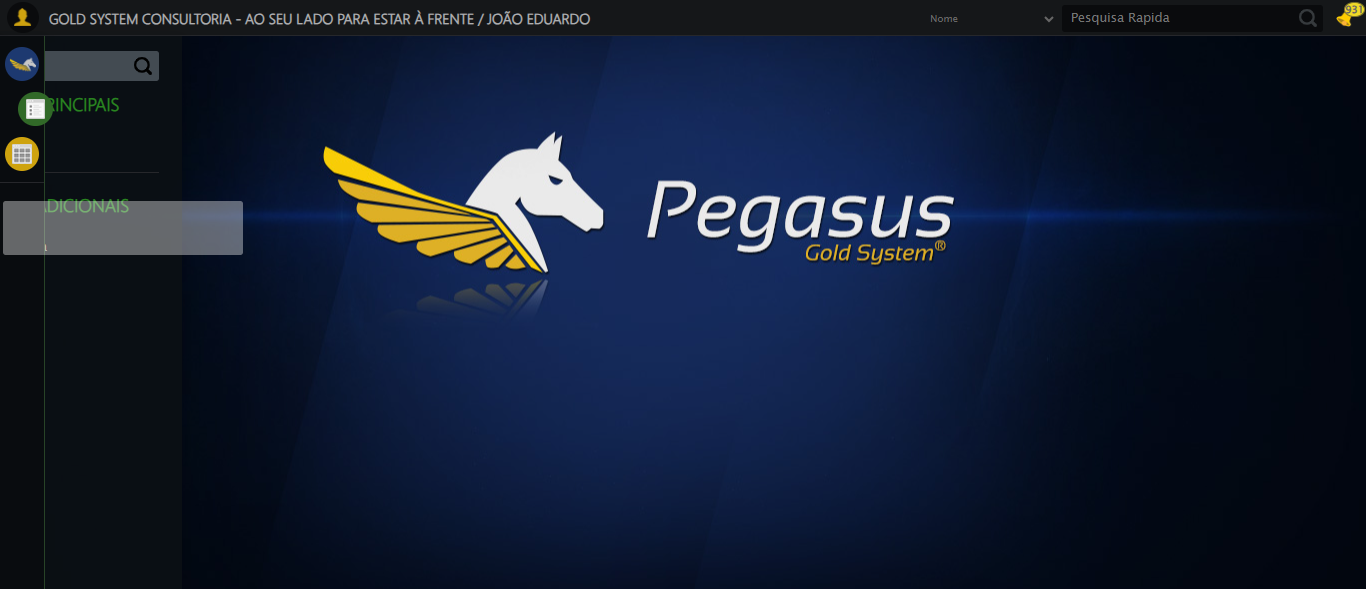 GOLD SYSTEM CONSULTORIA - AO SEU LADO PARA ESTAR À FRENTE / JOÃO EDUARDO
Nome
Pesquisa Rapida
931
RINCIPAIS
DICIONAIS
Pegasus
Gold System®